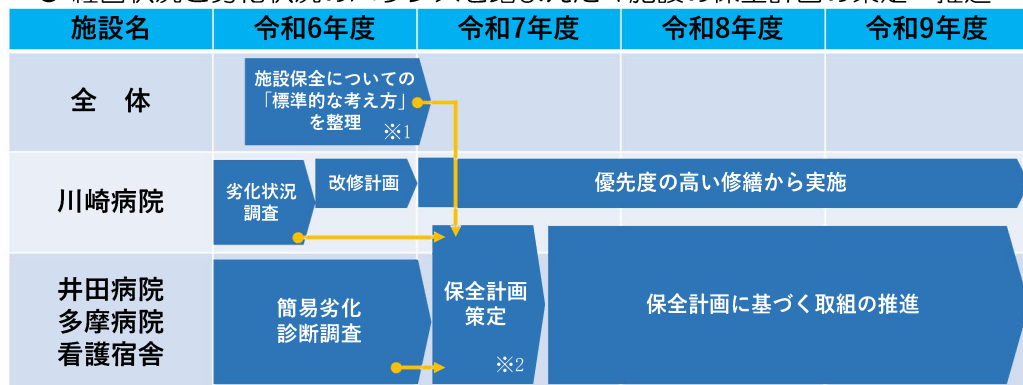 施設名 令和6年度 令和7年度 令和8年度 令和9年度
全 体
施設保全についての
「標準的な考え方」
を整理
※1
川崎病院
劣化状況
調査
改修計画
優先度の高い修繕から実施
井田病院
多摩病院
看護宿舎
簡易劣化
診断調査
保全計画
策定
※2
保全計画に基づく取組の推進